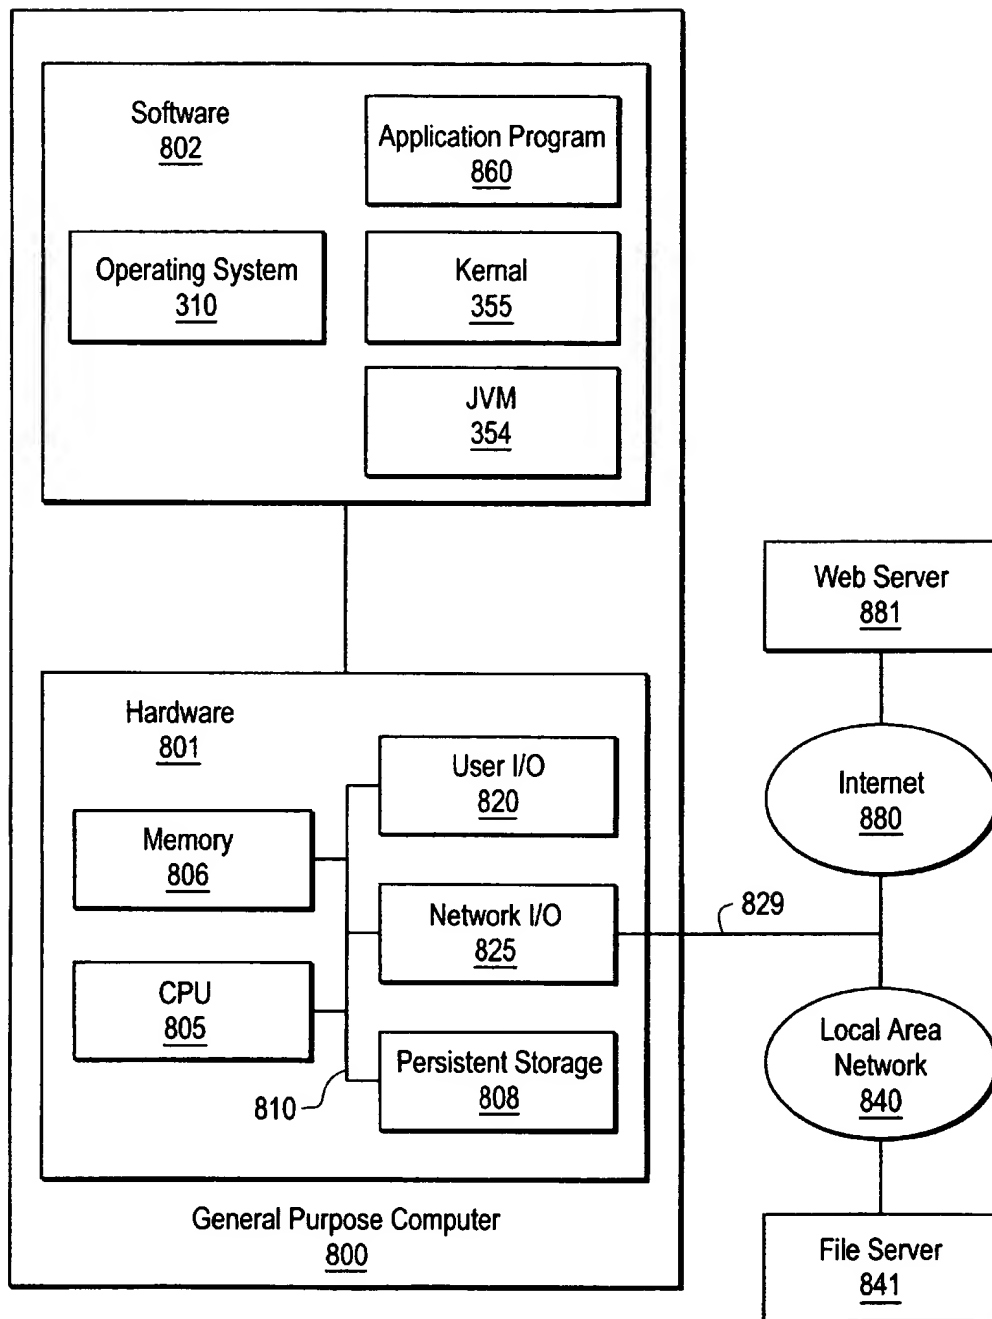 Software
802
Application Program
860
Operating System
310
Kernal
355
JVM
354
Web Server
881
Hardware
801
User I/O
820
Internet
880
Memory
806
Network I/O
825
829
CPU
805
Local Area
Network
840
Persistent Storage
808
810
General Purpose Computer
800
File Server
841